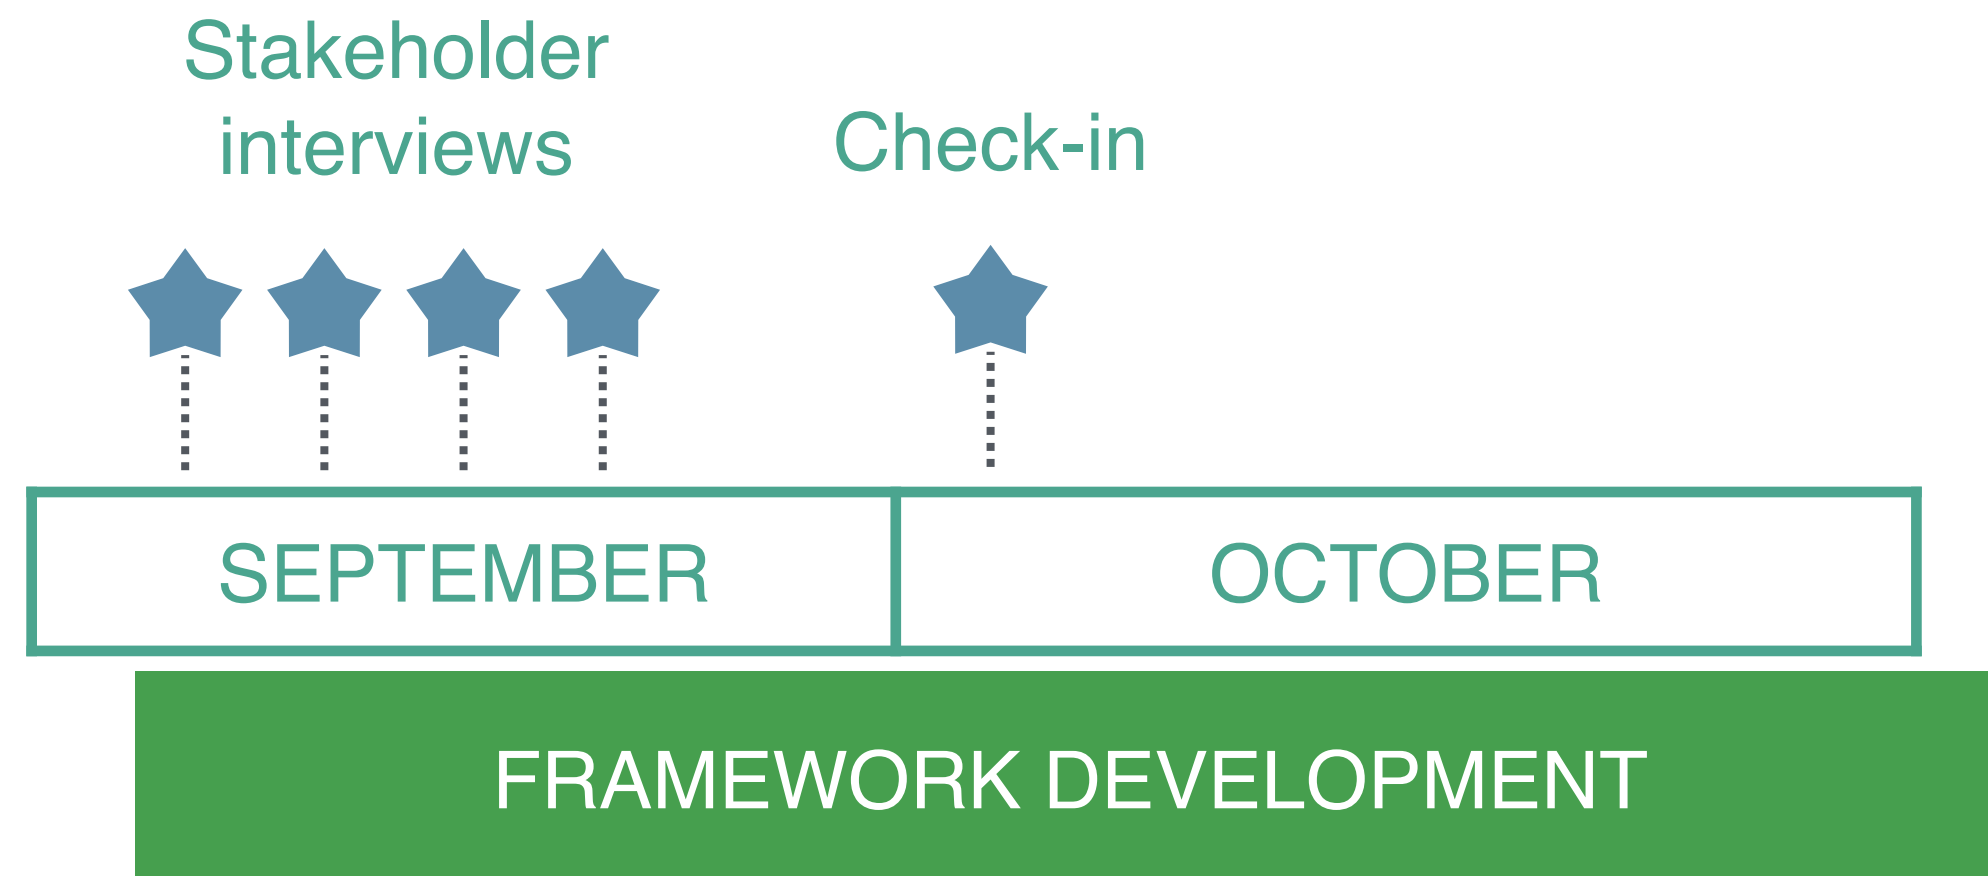 Stakeholder
interviews
Check-in
SEPTEMBER
OCTOBER
FRAMEWORK DEVELOPMENT